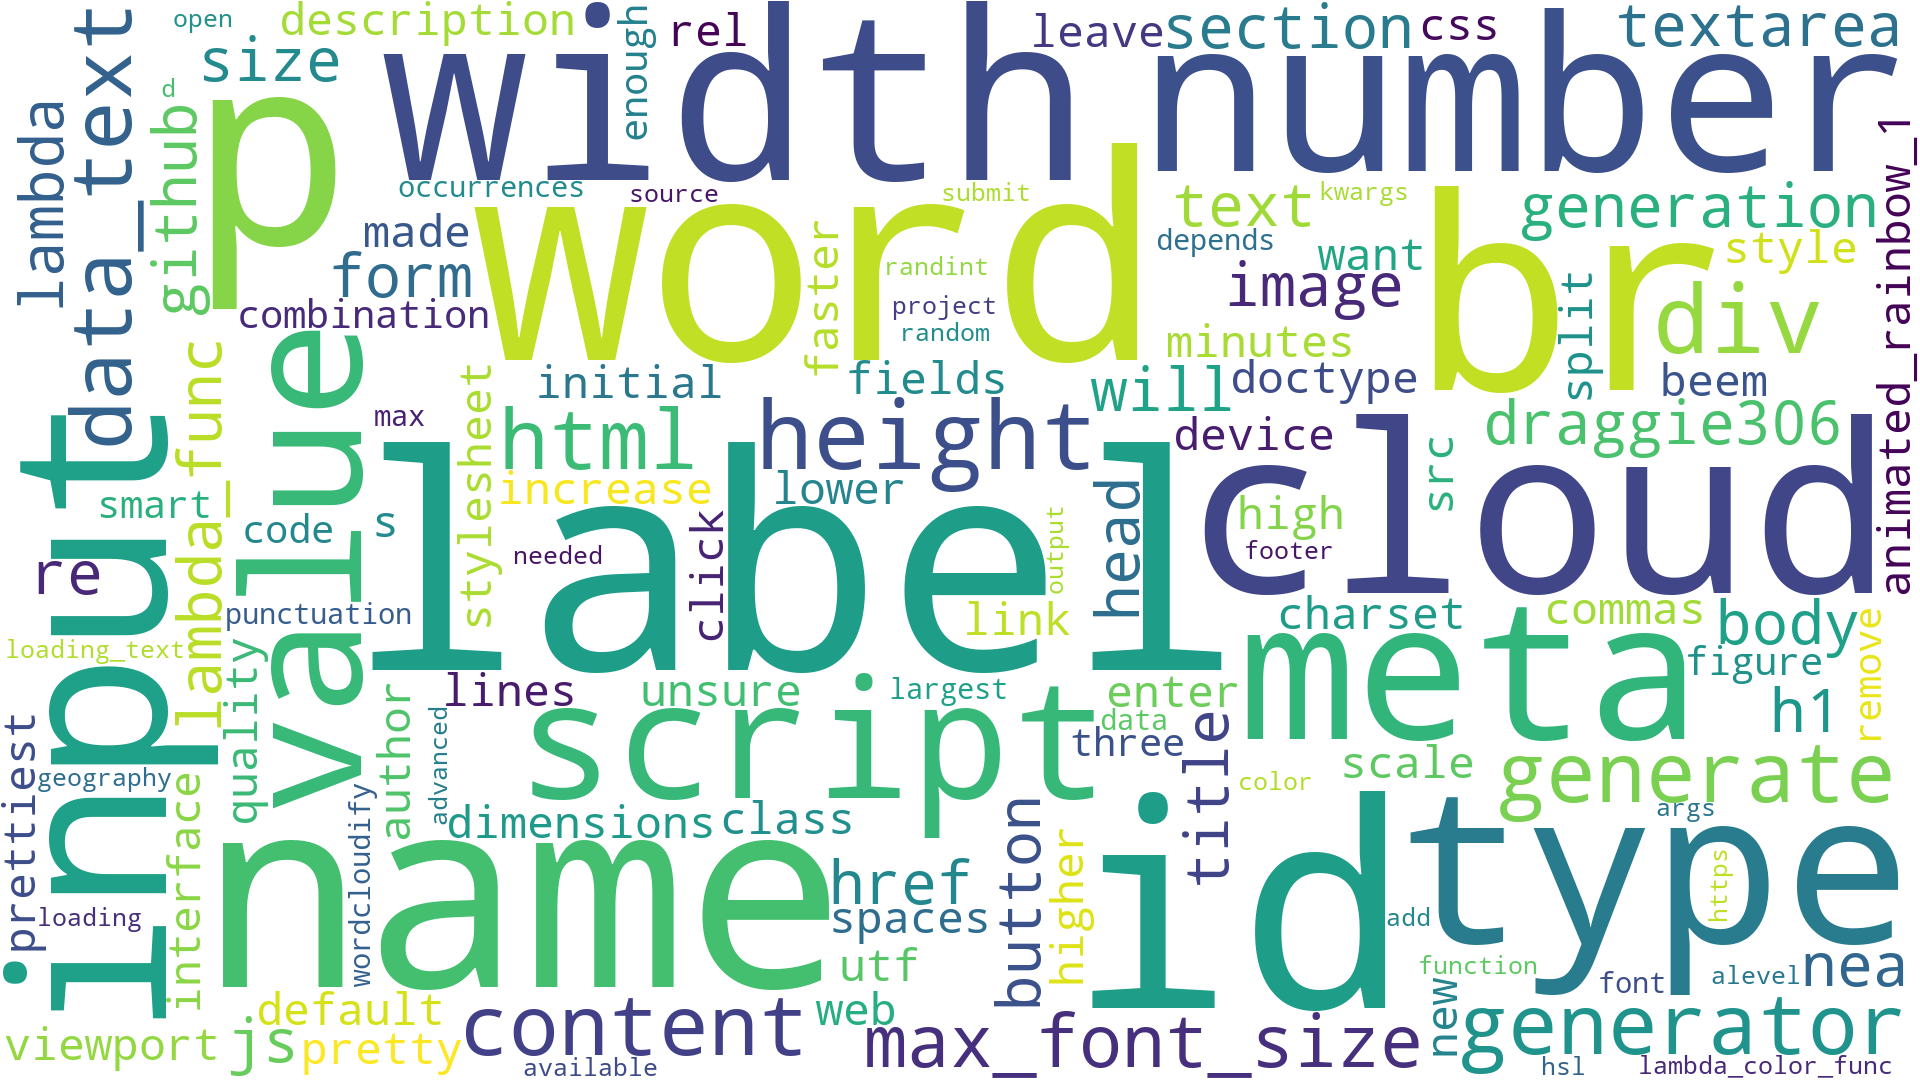 open
description
rel
leave
section
css
textarea
size
width
number
data_text
enough
d
p
lambda
github
occurrences
source
submit
text
kwargs
generation
animated_rainbow_1
made
word
br
depends
want
style
form
faster
randint
image
div
combination
project
random
minutes
split
lambda_func
value
initial
fields
will
doctype
beem
stylesheet
max
html
height
device
draggie306
input
label
cloud
src
increase
lower
head
smart
code
s
click
high
needed
output
footer
re
punctuation
link
charset
commas
body
loading_text
meta
figure
remove
quality
lines
unsure
largest
enter
h1
author
script
data
three
title
prettiest
advanced
geography
scale
generate
interface
wordcloudify
color
dimensions
class
button
id
type
args
name
higher
https
href
loading
spaces
add
utf
function
font
alevel
nea
default
content
web
new
generator
viewport
js
pretty
max_font_size
available
hsl
lambda_color_func